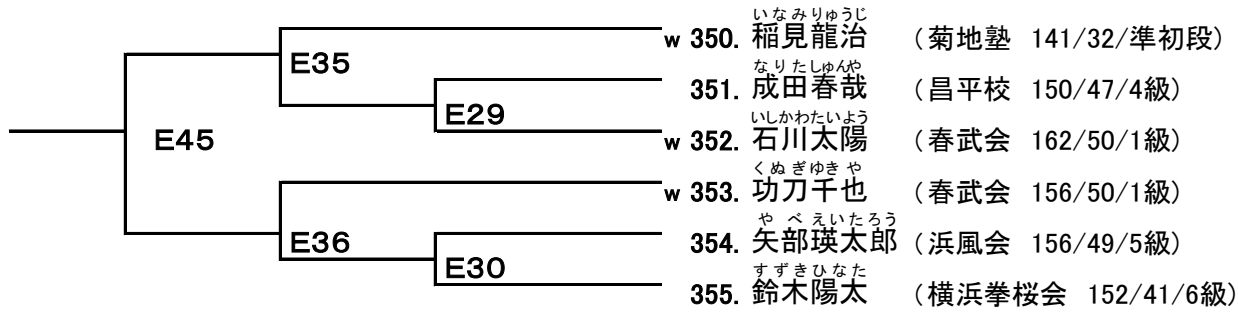 いなみりゅうじ
w 350. 稲見龍治 （菊地塾 141/32/準初段）
E35
なりたしゅんや
351. 成田春哉 （昌平校 150/47/4級）
E29
いしかわたいよう
E45
w 352. 石川太陽 （春武会 162/50/1級）
くぬぎゆきや
w 353. 功刀千也 （春武会 156/50/1級）
やべえいたろう
E36
354. 矢部瑛太郎 （浜風会 156/49/5級）
E30
すずきひなた
355. 鈴木陽太 （横浜拳桜会 152/41/6級）